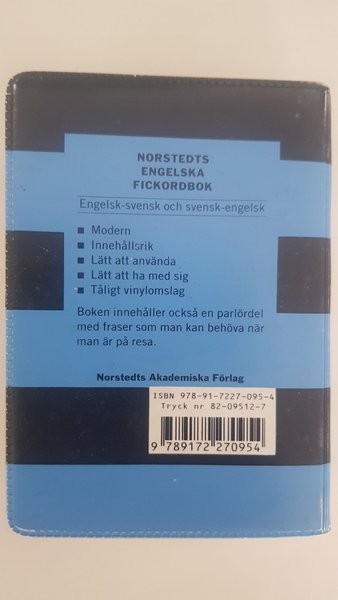 NORSTEDTS
ENGELSKA
FICKORDBOK
Engelsk-svensk och svensk-engelsk
■ Modern
■ Innehållsrik
■ Lätt att använda
■ Lätt att ha med sig
■ Tåligt vinylomslag
Boken innehåller också en parlördel
med fraser som man kan behöva när
man är på resa.
Norstedts Akademiska Förlag
ISBN 978-91-7227-095-4
Tryck nr 82-09512-7
9 789172 270954